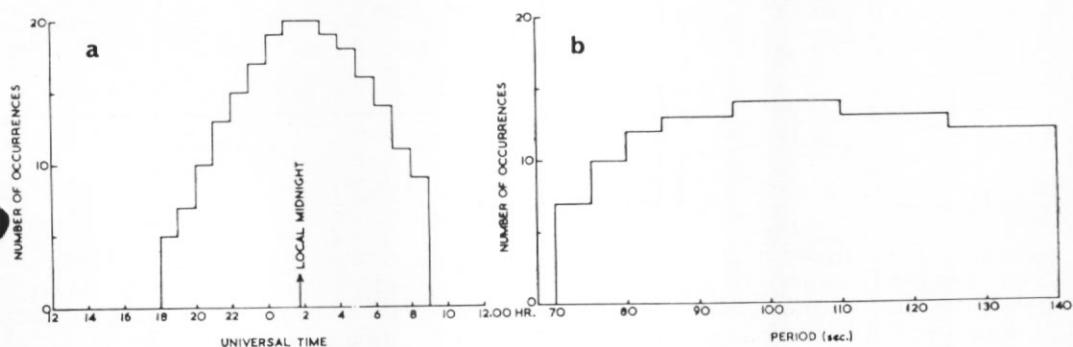 a
NUMBER OF OCCURRENCES
20
10
0
LOCAL MIDNIGHT
12 14 16 18 20 22 0 2 4 6 8 10 12.00 HR.
UNIVERSAL TIME
b
NUMBER OF OCCURRENCES
20
10
0
70 80 90 100 110 120 130 140
PERIOD (sec.)